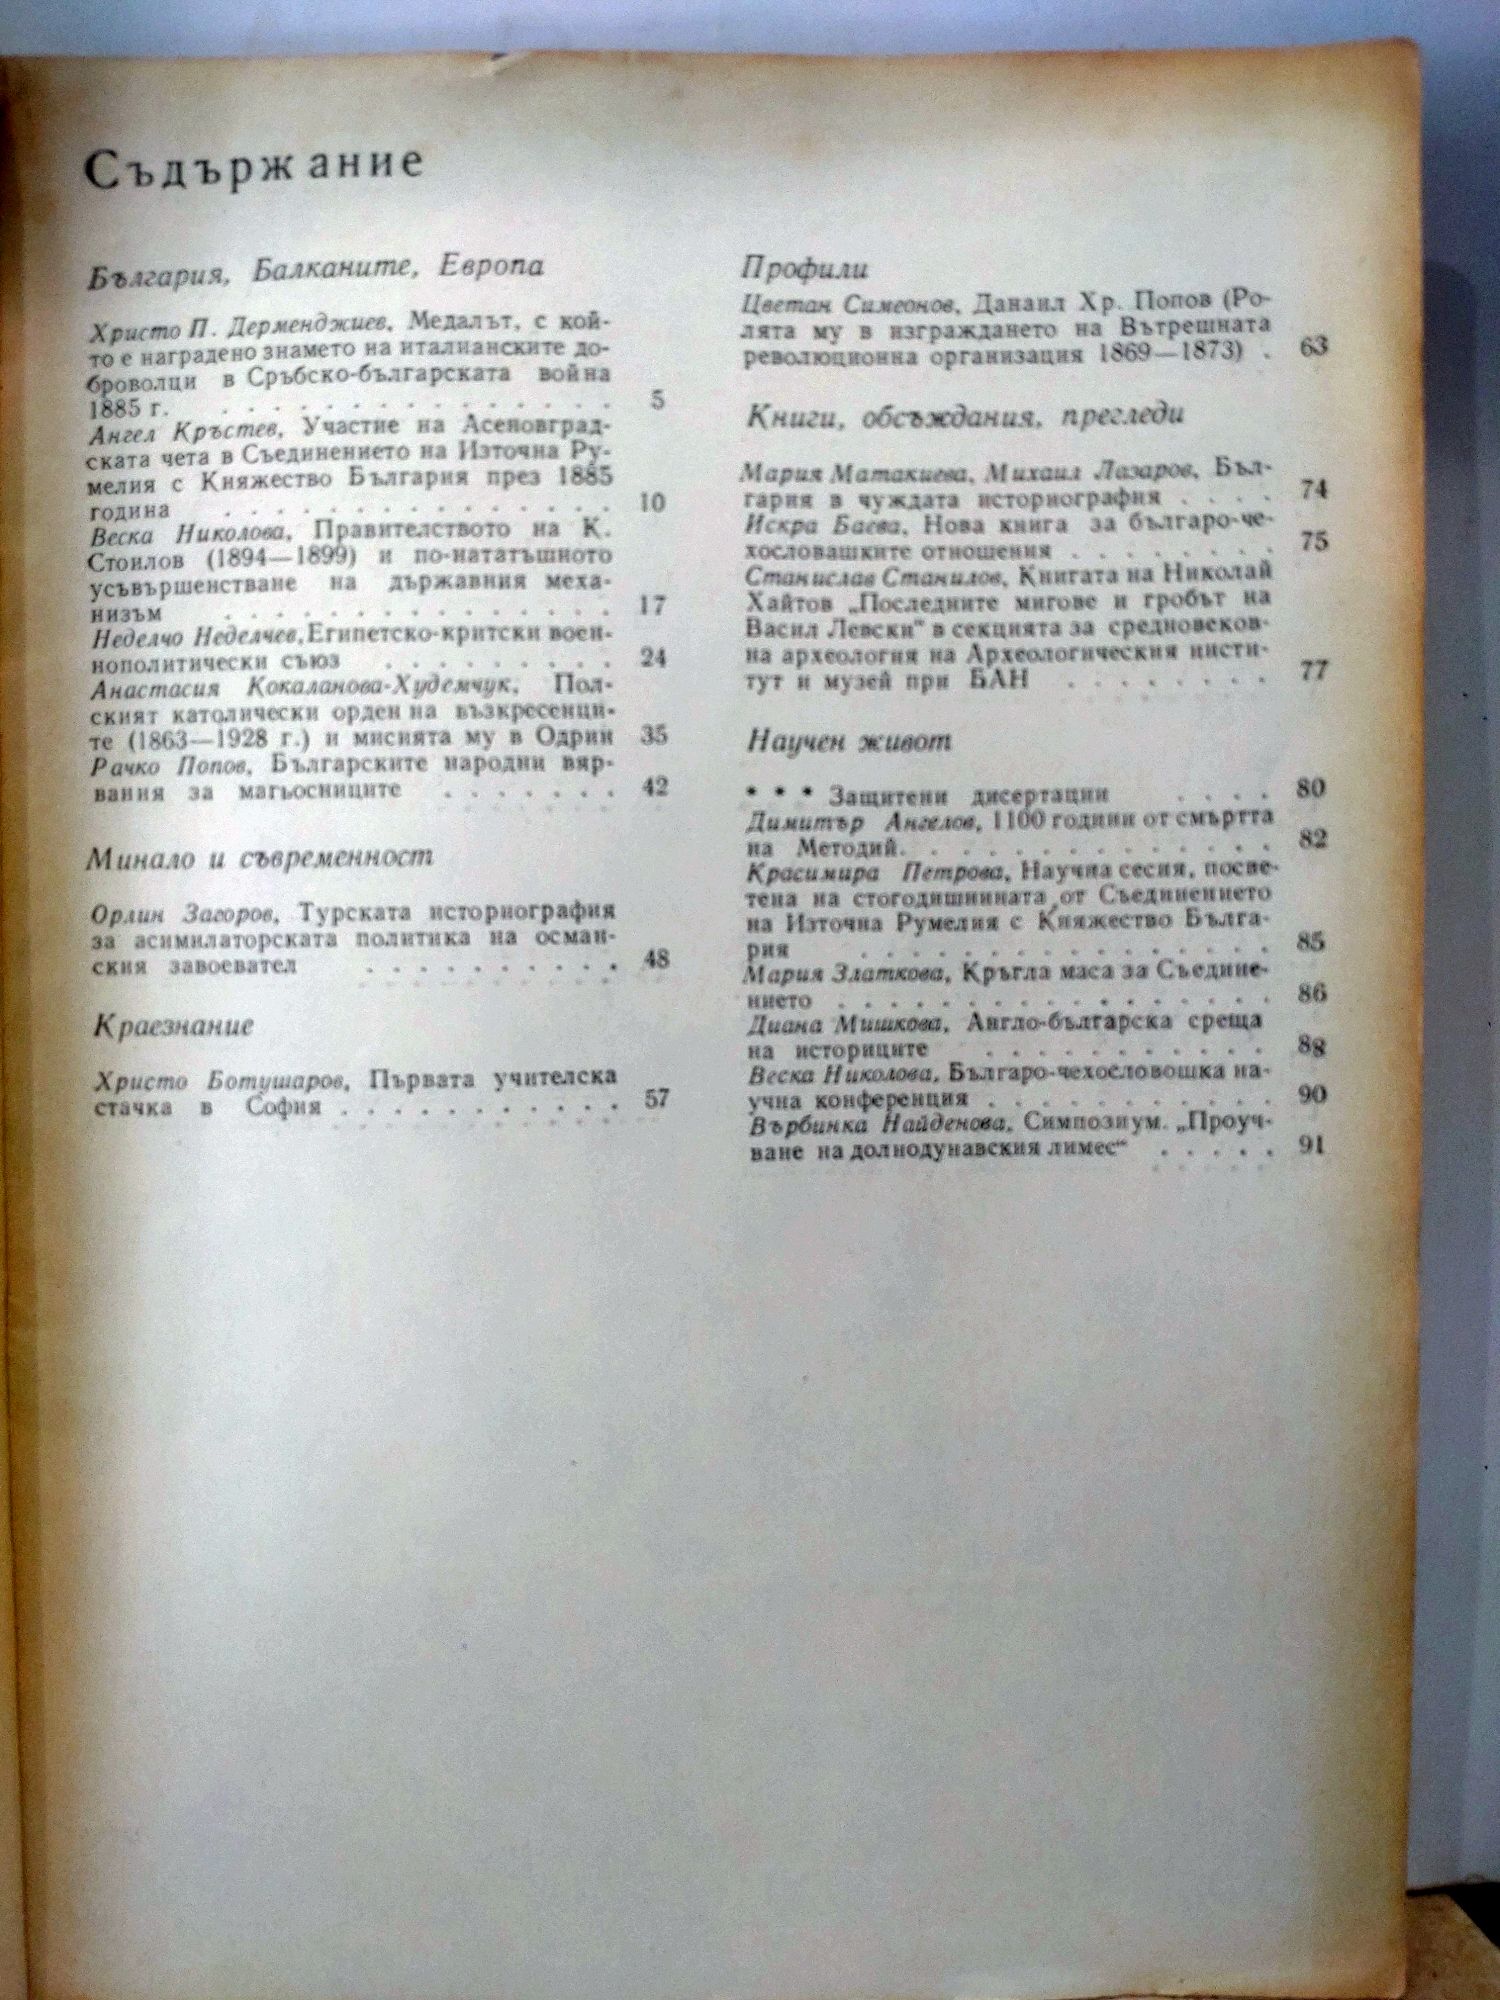 Съдържание
България, Балканите, Европа
Христо П. Дерменджиев, Медалът, с кой-
то е наградено знамето на италианските до-
броволци в Сръбско-българската война
1885 г. . . . . . . . . . . . . . . . 5
Ангел Кръстев, Участие на Асеновград-
ската чета в Съединението на Източна Ру-
мелия с Княжество България през 1885
година . . . . . . . . . . . . . . . 10
Веска Николова, Правителството на К.
Стоилов (1894—1899) и по-нататъшното
усъвършенстване на държавния меха-
низъм . . . . . . . . . . . . . . . 17
Неделчо Неделчев, Египетско-критски воен-
нополитически съюз . . . . . . . . . 24
Анастасия Кокаланова-Худемчук, Пол-
ският католически орден на възкресенци-
те (1863—1928 г.) и мисията му в Одрин 35
Рачко Попов, Българските народни вяр-
вания за магьосниците . . . . . . . 42
Минало и съвременност
Орлин Загоров, Турската историография
за асимилаторската политика на осман-
ския завоевател . . . . . . . . . . 48
Краезнание
Христо Ботушаров, Първата учителска
стачка в София . . . . . . . . . . . 57
Профили
Цветан Симеонов, Данаил Хр. Попов (Ро-
лята му в изграждането на Вътрешната
революционна организация 1869—1873) . 63
Книги, обсъждания, прегледи
Мария Матакиева, Михаил Лазаров, Бъл-
гария в чуждата историография . . . . 74
Искра Баева, Нова книга за българо-че-
хословашките отношения . . . . . . . . 75
Станислав Станилов, Книгата на Николай
Хайтов „Последните мигове и гробът на
Васил Левски“ в секцията за средновеков-
на археология на Археологическия инсти-
тут и музей при БАН . . . . . . . . 77
Научен живот
* * * Защитени дисертации . . . . 80
Димитър Ангелов, 1100 години от смъртта
на Методий. . . . . . . . . . . . . . 82
Красимира Петрова, Научна сесия, посве-
тена на стогодишнината от Съединението
на Източна Румелия с Княжество Бълга-
рия . . . . . . . . . . . . . . . . 85
Мария Златкова, Кръгла маса за Съедине-
нието . . . . . . . . . . . . . . . . 86
Диана Мишкова, Англо-българска среща
на историците . . . . . . . . . . . 88
Веска Николова, Българо-чехословошка на-
учна конференция . . . . . . . . . . . 90
Върбинка Найденова, Симпозиум. „Проуч-
ване на долнодунавския лимес“ . . . . . 91